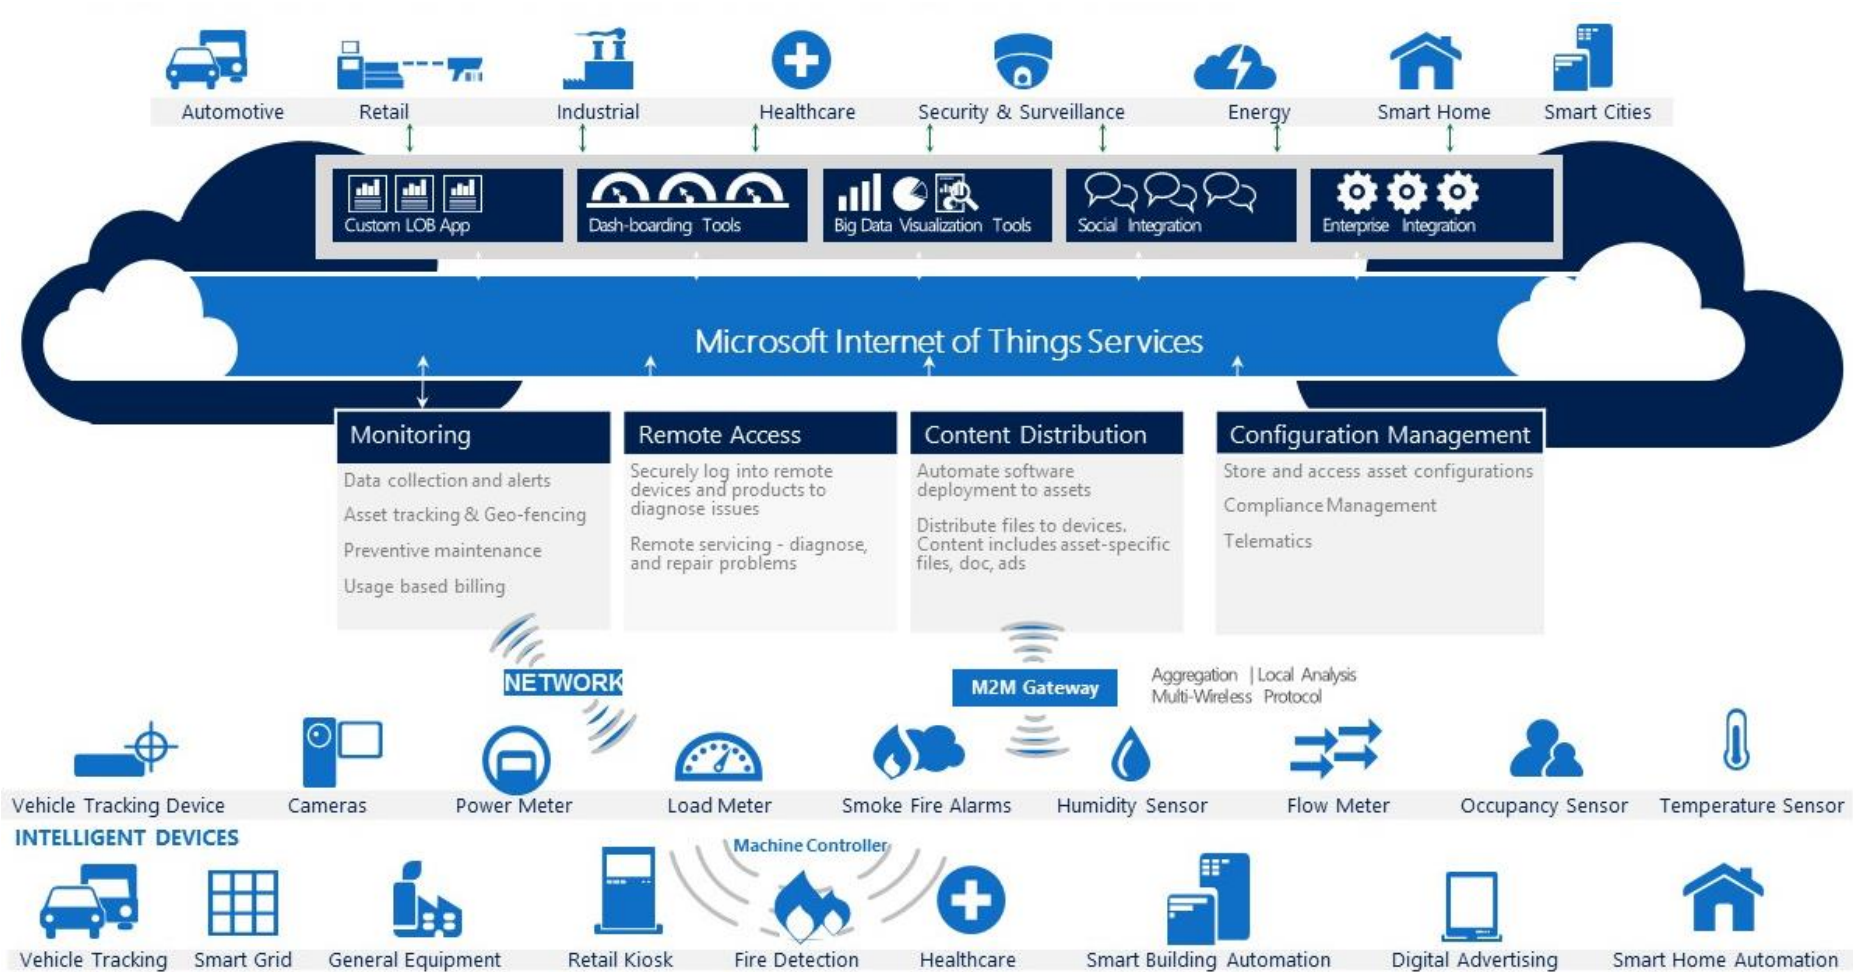 Automotive
Retail
Industrial
Healthcare
Security & Surveillance
Energy
Smart Home
Smart Cities
Custom LOB App
Dash-boarding Tools
Big Data Visualization Tools
Social Integration
Enterprise Integration
Microsoft Internet of Things Services
Monitoring
Data collection and alerts
Asset tracking & Geo-fencing
Preventive maintenance
Usage based billing
Remote Access
Securely log into remote
devices and products to
diagnose issues
Remote servicing - diagnose,
and repair problems
Content Distribution
Automate software
deployment to assets
Distribute files to devices.
Content includes asset-specific
files, doc, ads
Configuration Management
Store and access asset configurations
Compliance Management
Telematics
NETWORK
M2M Gateway
Aggregation | Local Analysis
Multi-Wireless Protocol
Vehicle Tracking Device
Cameras
Power Meter
Load Meter
Smoke Fire Alarms
Humidity Sensor
Flow Meter
Occupancy Sensor
Temperature Sensor
INTELLIGENT DEVICES
Machine Controller
Vehicle Tracking
Smart Grid
General Equipment
Retail Kiosk
Fire Detection
Healthcare
Smart Building Automation
Digital Advertising
Smart Home Automation